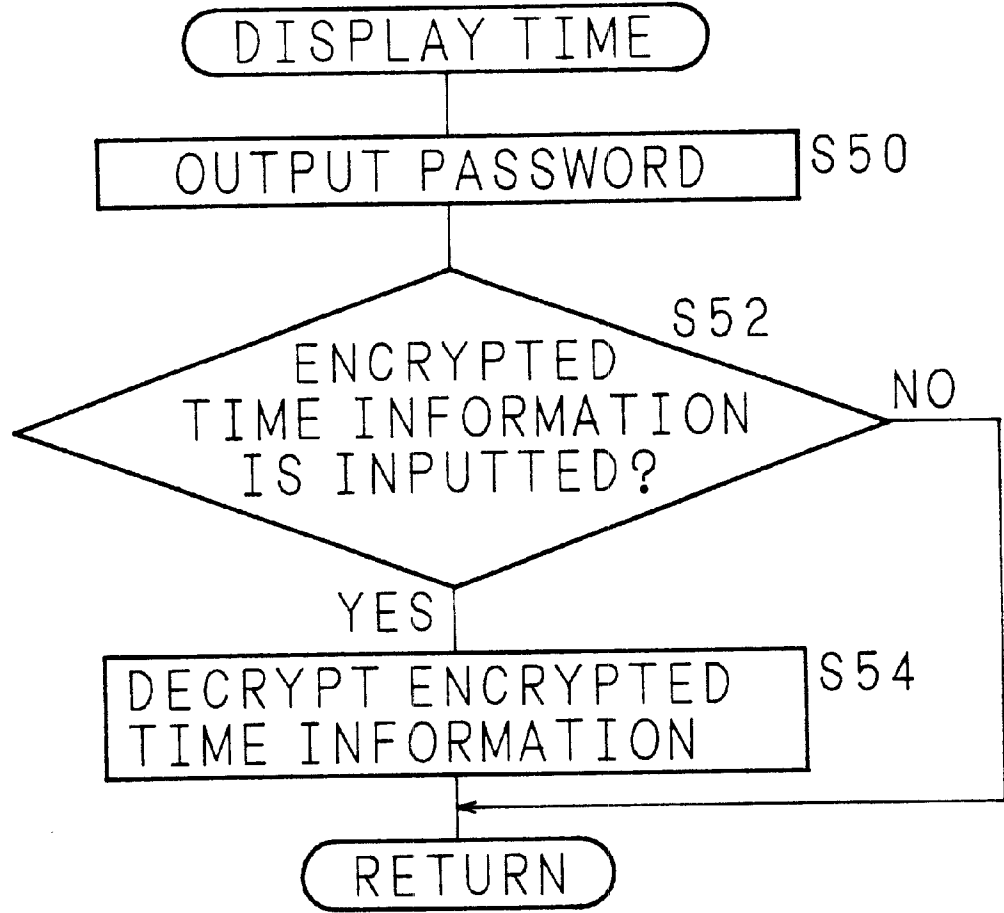 DISPLAY TIME
OUTPUT PASSWORD
S50
S52
ENCRYPTED
TIME INFORMATION
IS INPUTTED?
NO
YES
DECRYPT ENCRYPTED
TIME INFORMATION
S54
RETURN